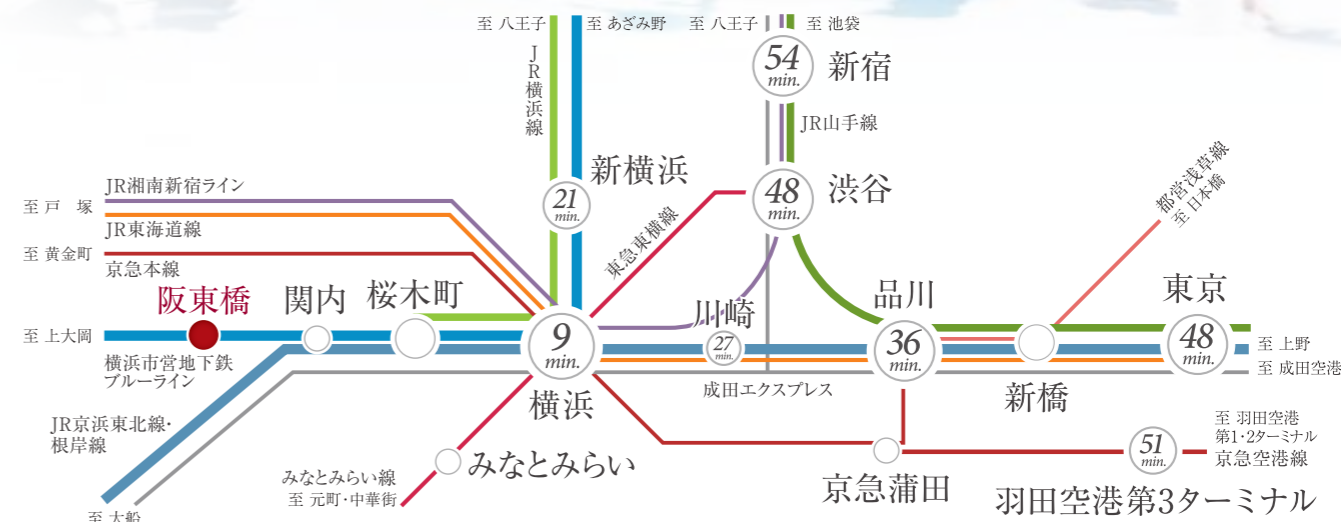 至 八王子
至 あざみ野
至 八王子
至 池袋
JR横浜線
54
min.
新宿
JR山手線
新横浜
21
min.
48
min.
渋谷
都営浅草線
至 日本橋
JR湘南新宿ライン
至 戸　塚
JR東海道線
東急東横線
至 黄金町
京急本線
阪東橋
関内
桜木町
川崎
品川
東京
至 上大岡
9
min.
27
min.
36
min.
48
min.
至 上野
至 成田空港
横浜市営地下鉄
ブルーライン
横浜
成田エクスプレス
新橋
JR京浜東北線・
根岸線
至 羽田空港
第1・2ターミナル
京急空港線
51
min.
みなとみらい
みなとみらい線
至 元町・中華街
京急蒲田
羽田空港第3ターミナル
至 大船